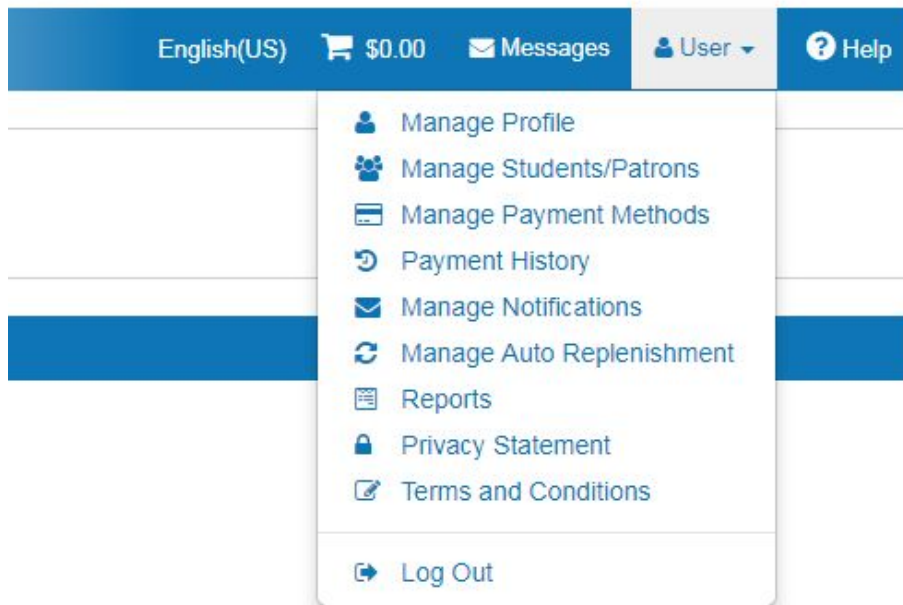 English(US) $0.00 Messages User Help
Manage Profile
Manage Students/Patrons
Manage Payment Methods
Payment History
Manage Notifications
Manage Auto Replenishment
Reports
Privacy Statement
Terms and Conditions
Log Out